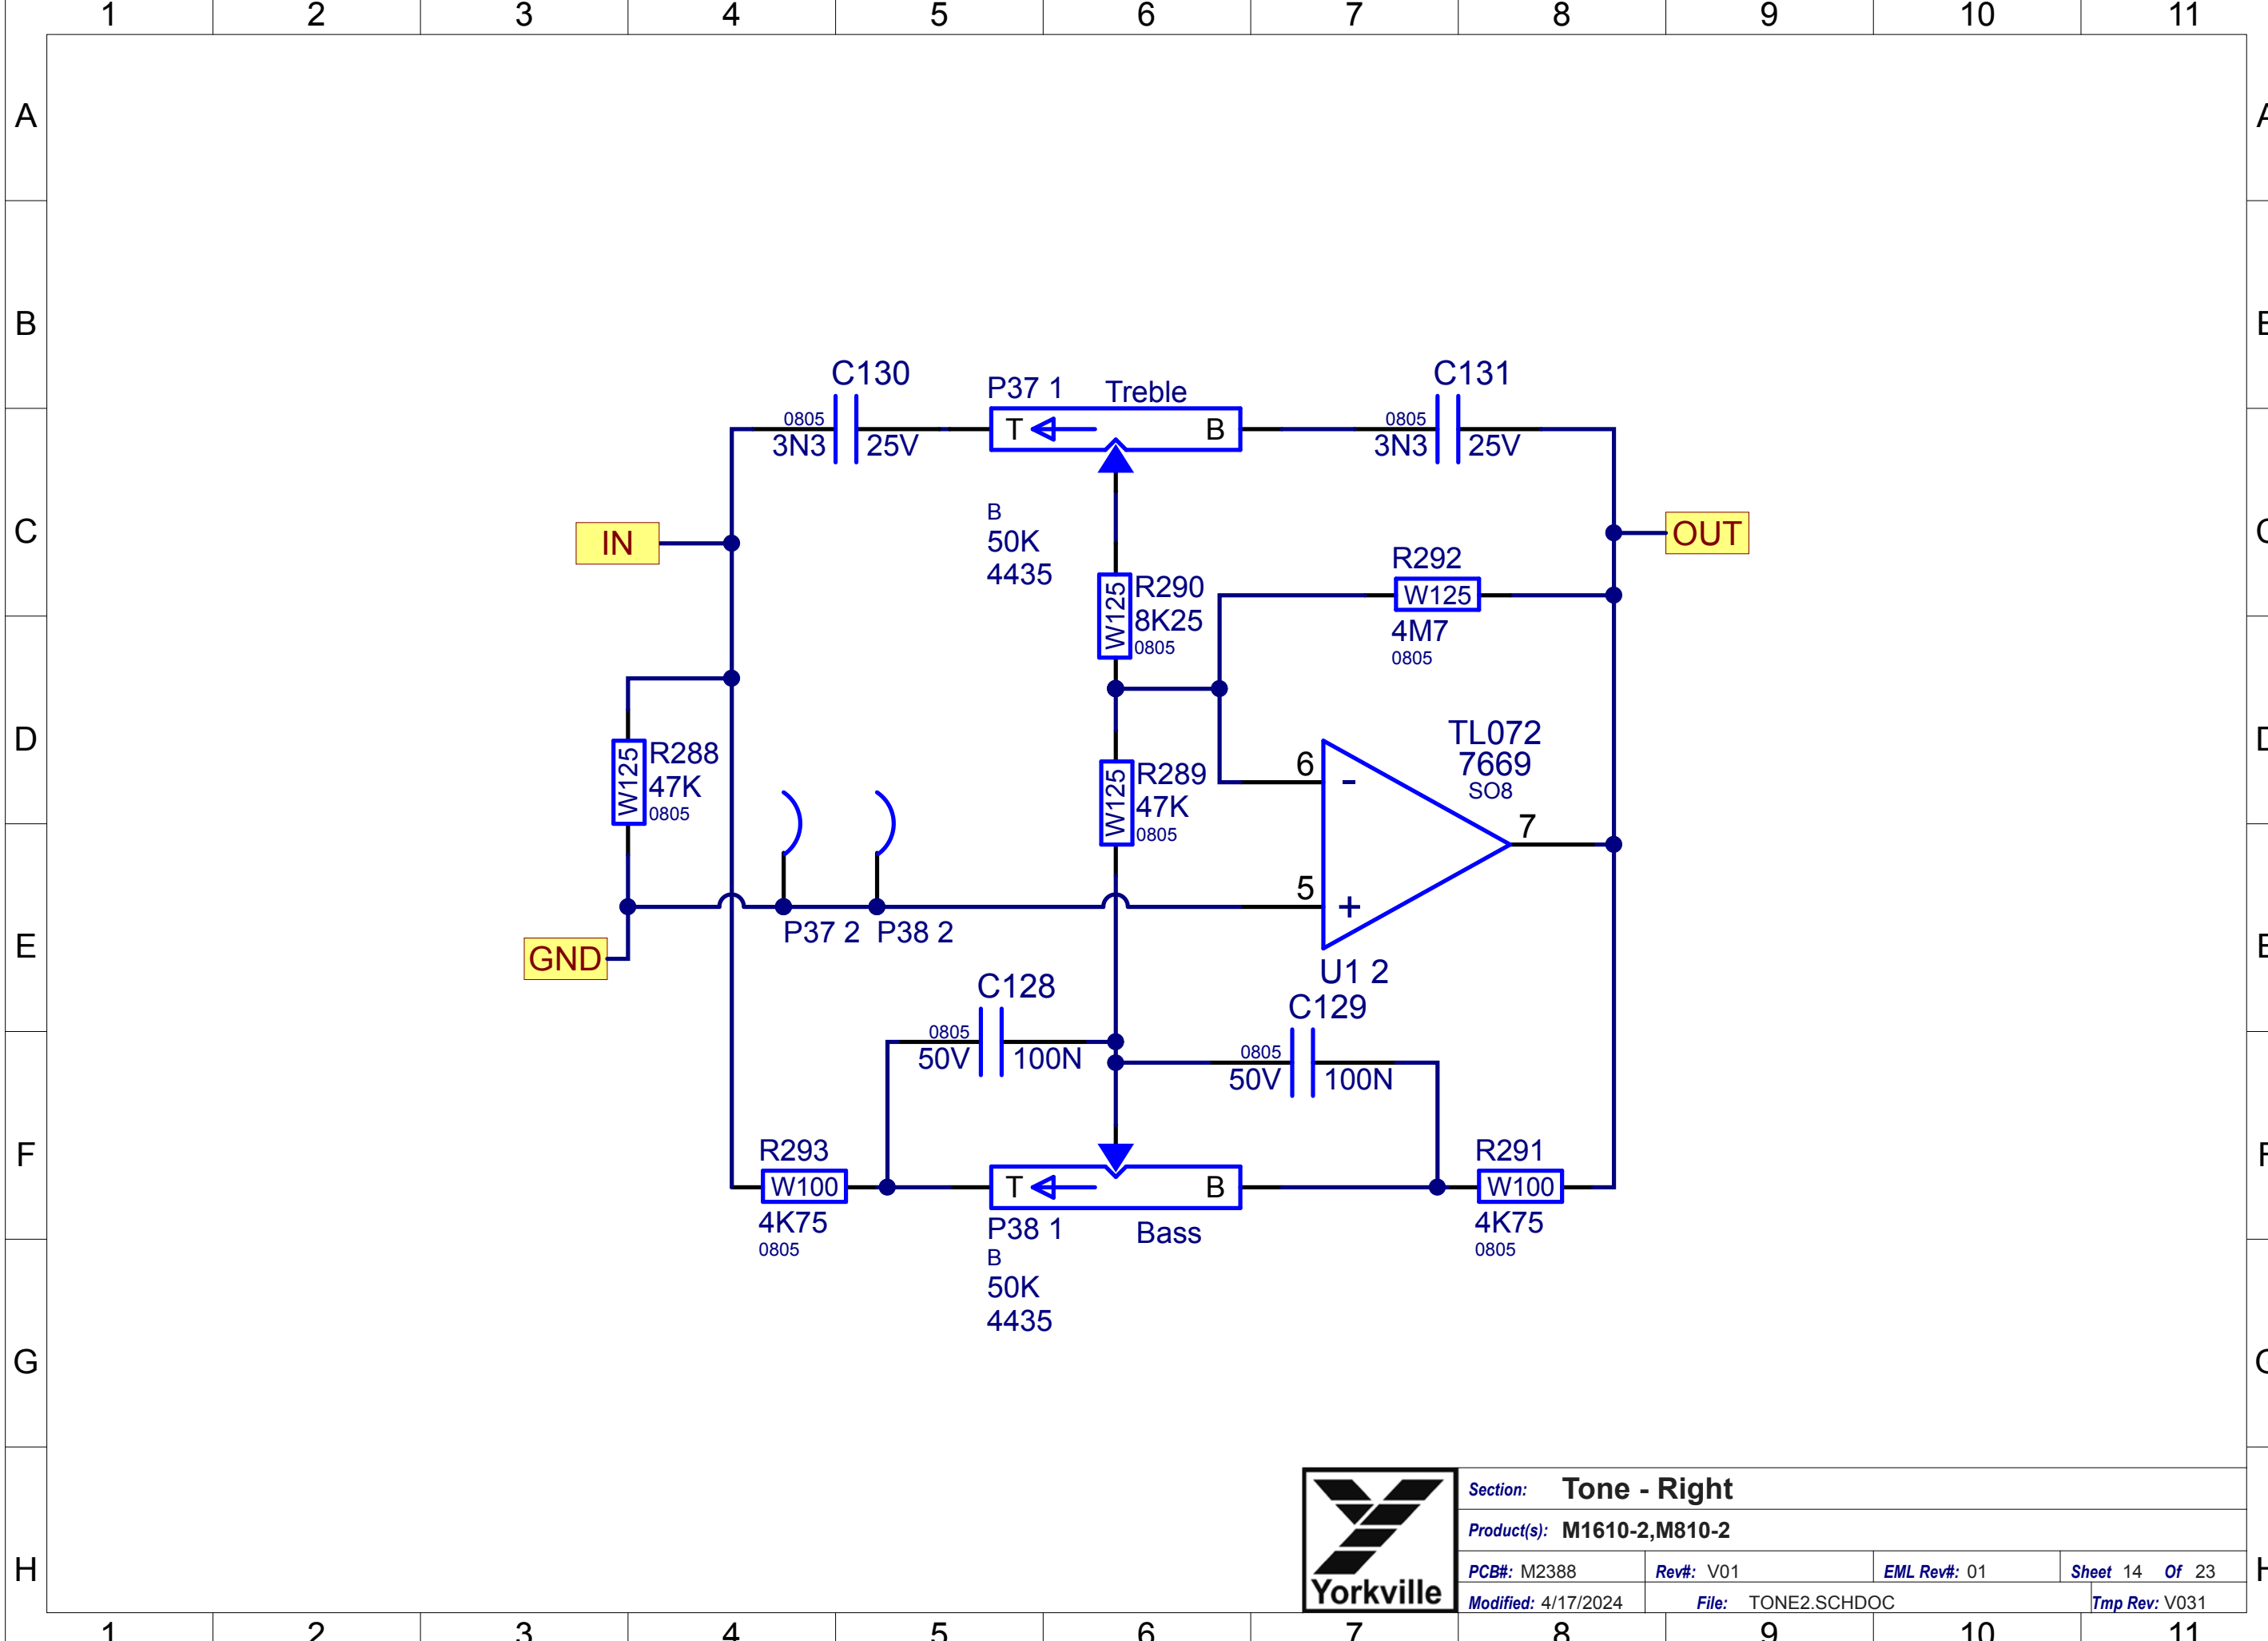 1 2 3 4 5 6 7 8 9 10 11
A A
B B
C130
P37 1 Treble
C131
0805
3N3 25V
T B
0805
3N3 25V
B
50K
4435
C C
IN
OUT
R290
8K25
0805
W125
R292
W125
4M7
0805
D D
R288
47K
0805
W125
R289
47K
0805
W125
TL072
7669
SO8
6 -
7
5 +
P37 2 P38 2
E E
GND
U1 2
C128
C129
0805
50V 100N
0805
50V 100N
F F
R293
W100
4K75
0805
T B
P38 1 Bass
B
50K
4435
R291
W100
4K75
0805
G G
H H
Yorkville
Section: Tone - Right
Product(s): M1610-2,M810-2
PCB#: M2388 Rev#: V01 EML Rev#: 01 Sheet 14 Of 23
Modified: 4/17/2024 File: TONE2.SCHDOC Tmp Rev: V031
1 2 3 4 5 6 7 8 9 10 11